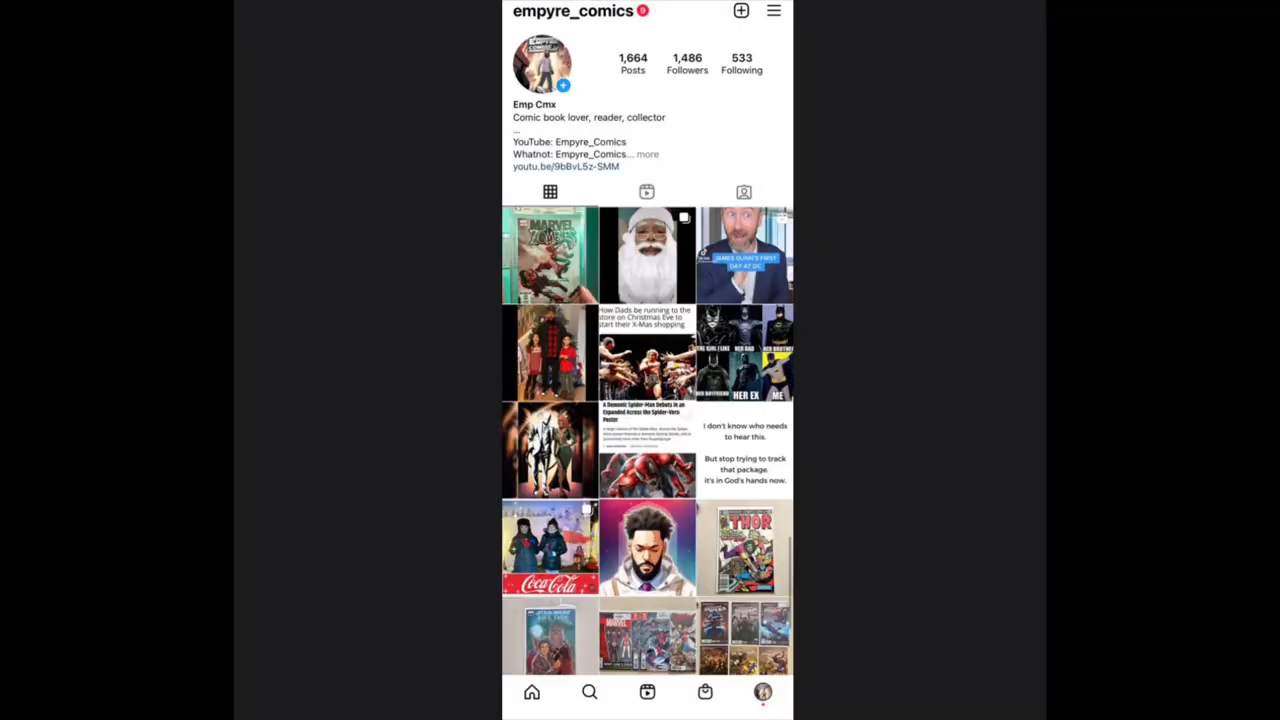 empyre_comics 9
1,664 1,486 533
Posts Followers Following
Emp Cmx
Comic book lover, reader, collector
...
YouTube: Empyre_Comics
Whatnot: Empyre_Comics... more
youtu.be/9bBvL5z-SMM
MARVEL
ZOMBIES
JAMES GUNN'S FIRST
DAY AT DC
How Dads be running to the
store on Christmas Eve to
start their X-Mas shopping.
THE GIRL I LIKE HER DAD HER BROTHER
HER BOYFRIEND HER EX ME
A Demonic Spider-Man Debuts in an
Expanded Across the Spider-Vers
Poster
I don't know who needs
to hear this.
But stop trying to track
that package.
it's in God's hands now.
Coca-Cola
THOR
MARVEL